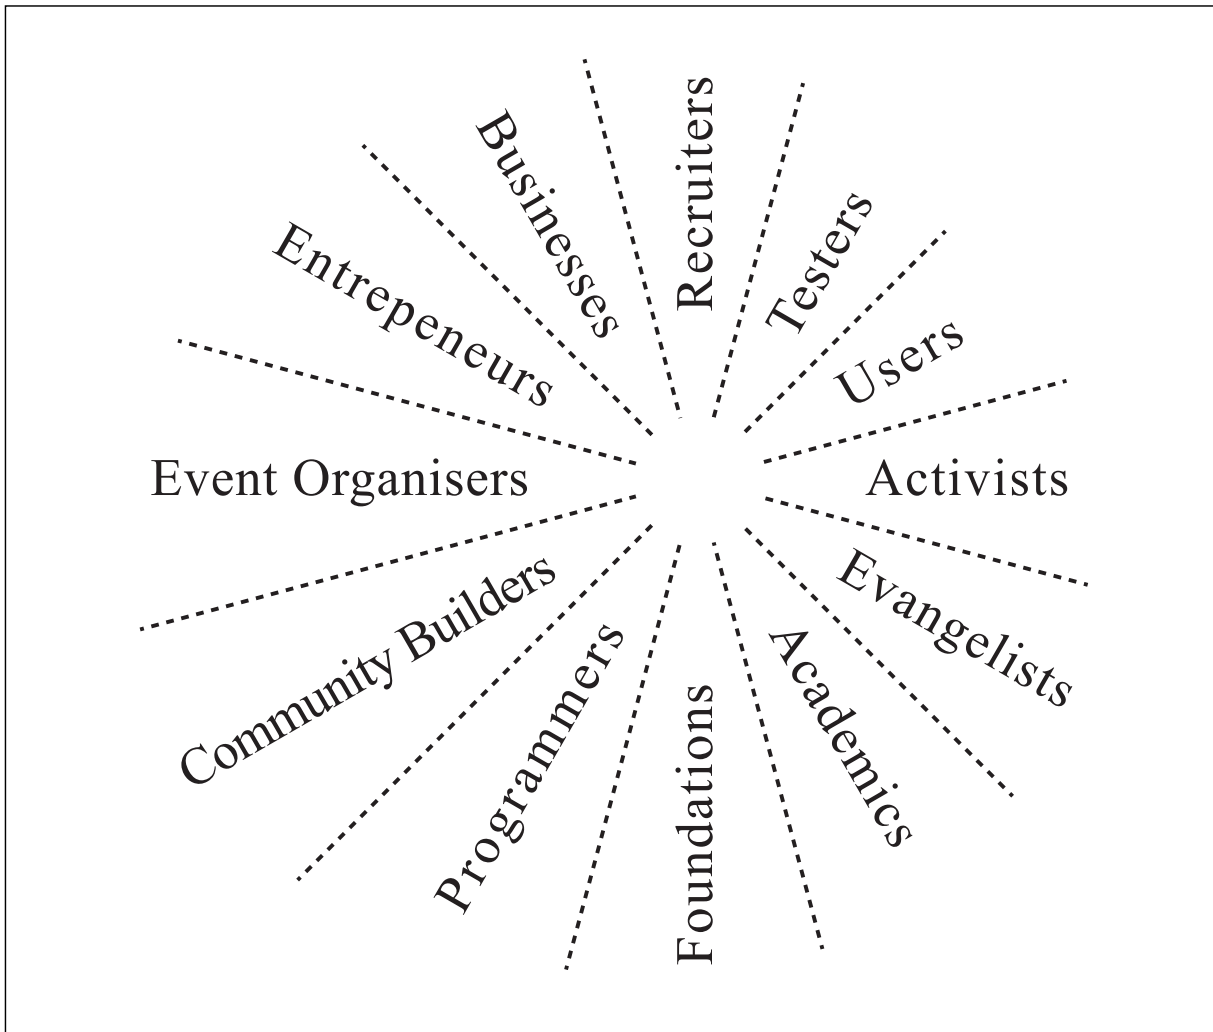 Recruiters
Testers
Users
Activists
Evangelists
Academics
Foundations
Programmers
Community Builders
Event Organisers
Entrepeneurs
Businesses